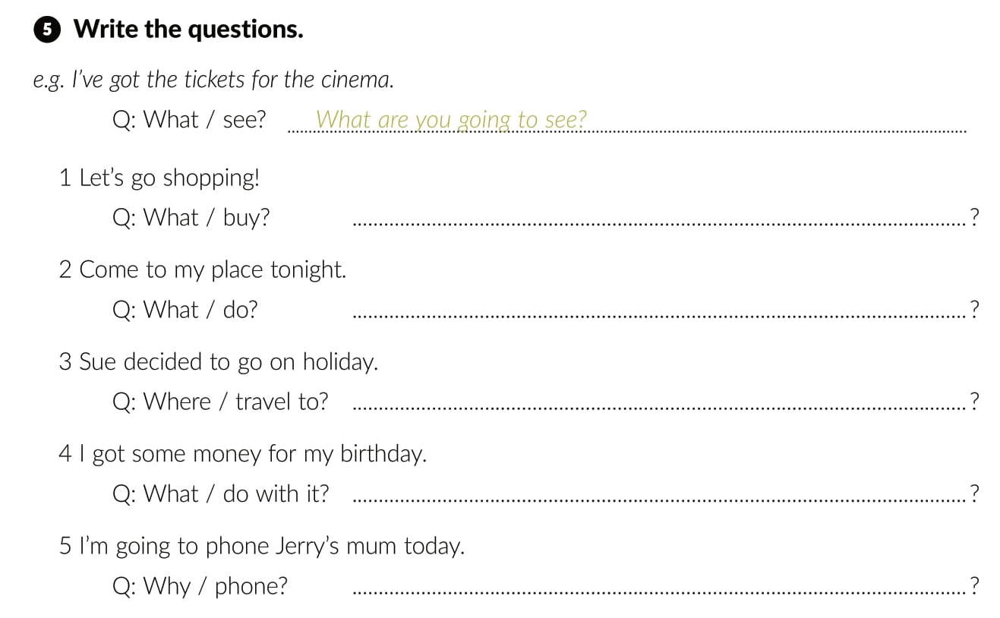 5 Write the questions.
e.g. I've got the tickets for the cinema.
Q: What / see? What are you going to see?
1 Let's go shopping!
Q: What / buy? ?
2 Come to my place tonight.
Q: What / do? ?
3 Sue decided to go on holiday.
Q: Where / travel to? ?
4 I got some money for my birthday.
Q: What / do with it? ?
5 I'm going to phone Jerry's mum today.
Q: Why / phone? ?